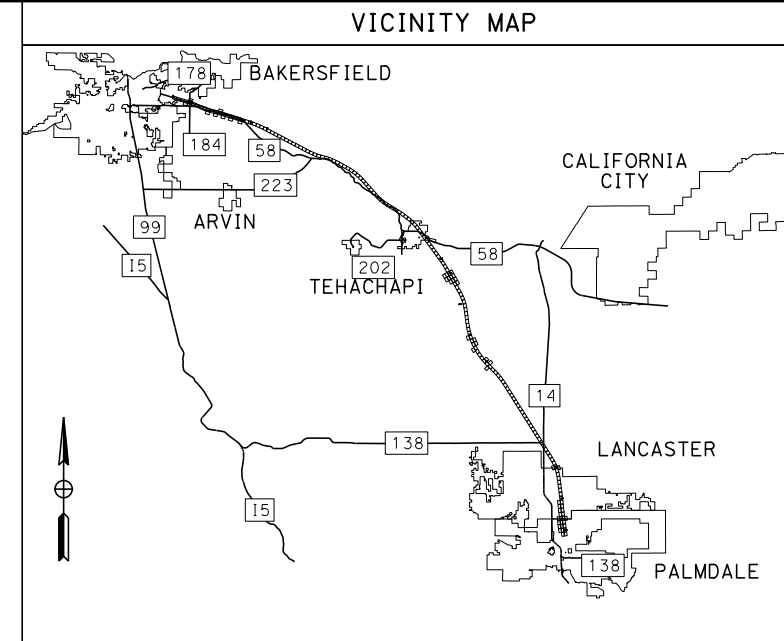 VICINITY MAP
178
BAKERSFIELD
184
58
223
CALIFORNIA
CITY
ARVIN
99
I5
202
58
TEHACHAPI
14
138
LANCASTER
I5
138
PALMDALE